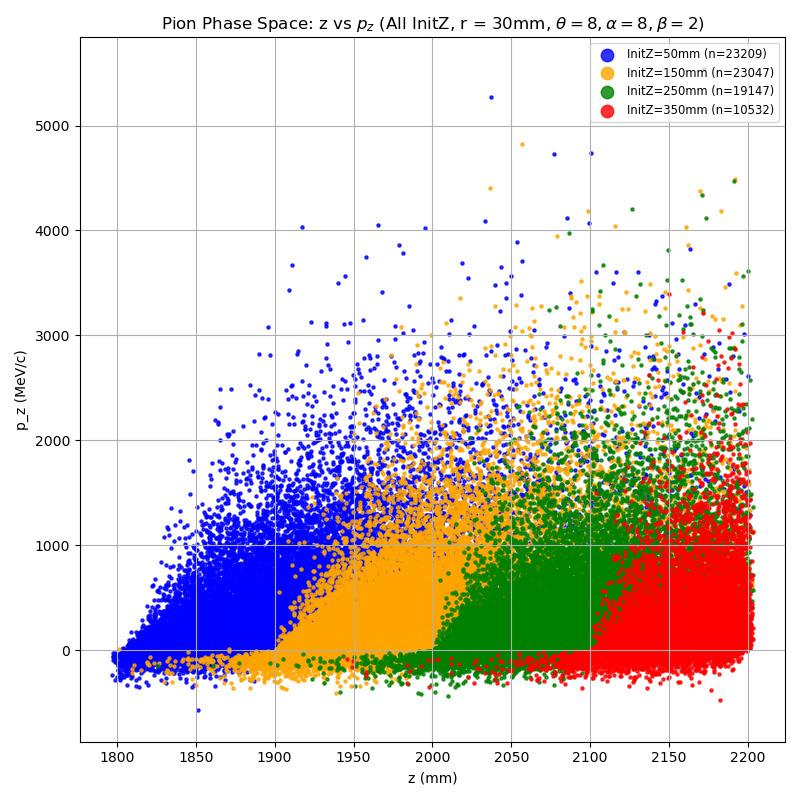 Pion Phase Space: z vs p_z (All InitZ, r = 30mm, θ = 8, α = 8, β = 2)
InitZ=50mm (n=23209)
InitZ=150mm (n=23047)
InitZ=250mm (n=19147)
InitZ=350mm (n=10532)
p_z (MeV/c)
5000
4000
3000
2000
1000
0
1800 1850 1900 1950 2000 2050 2100 2150 2200
z (mm)